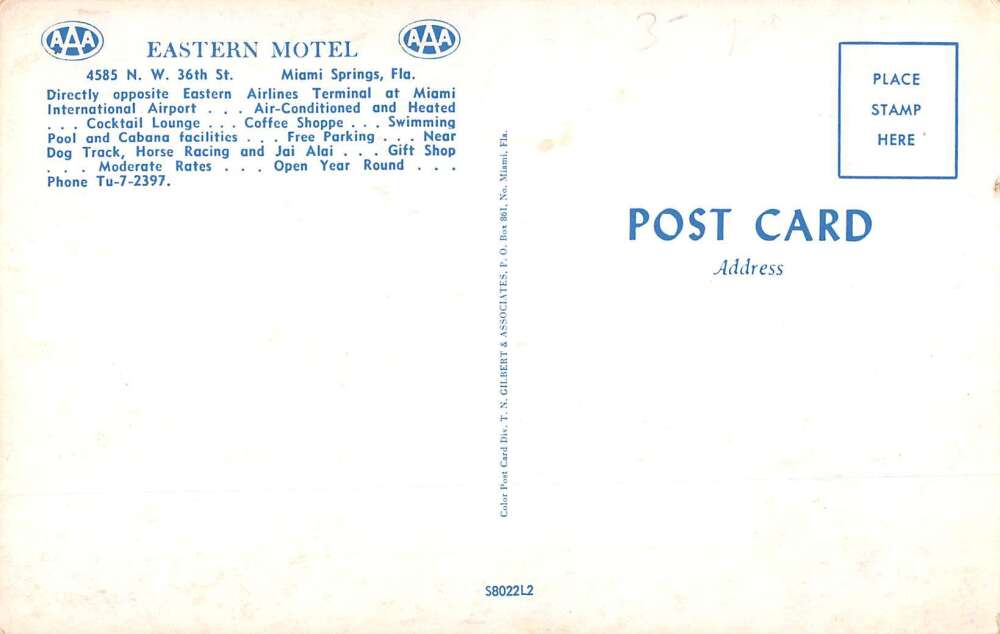 AAA EASTERN MOTEL AAA
4585 N. W. 36th St. Miami Springs, Fla.
Directly opposite Eastern Airlines Terminal at Miami
International Airport . . . Air-Conditioned and Heated
. . . Cocktail Lounge . . . Coffee Shoppe . . . Swimming
Pool and Cabana facilities . . . Free Parking . . . Near
Dog Track, Horse Racing and Jai Alai . . . Gift Shop
. . . Moderate Rates . . . Open Year Round . . .
Phone Tu-7-2397.
Color Post Card Div. T. N. GILBERT & ASSOCIATES, P. O. Box 861, No. Miami, Fla.
3-
PLACE
STAMP
HERE
POST CARD
Address
S8022L2